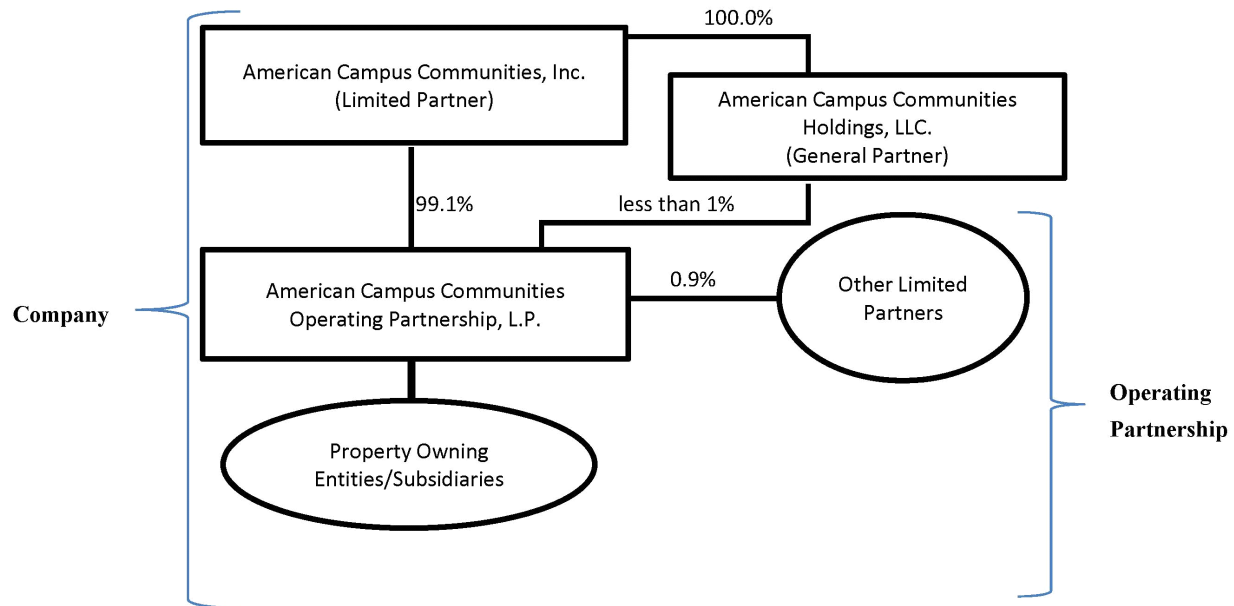 100.0%
American Campus Communities, Inc.
(Limited Partner)
American Campus Communities
Holdings, LLC.
(General Partner)
99.1%
less than 1%
American Campus Communities
Operating Partnership, L.P.
0.9%
Other Limited
Partners
Company
Operating
Partnership
Property Owning
Entities/Subsidiaries